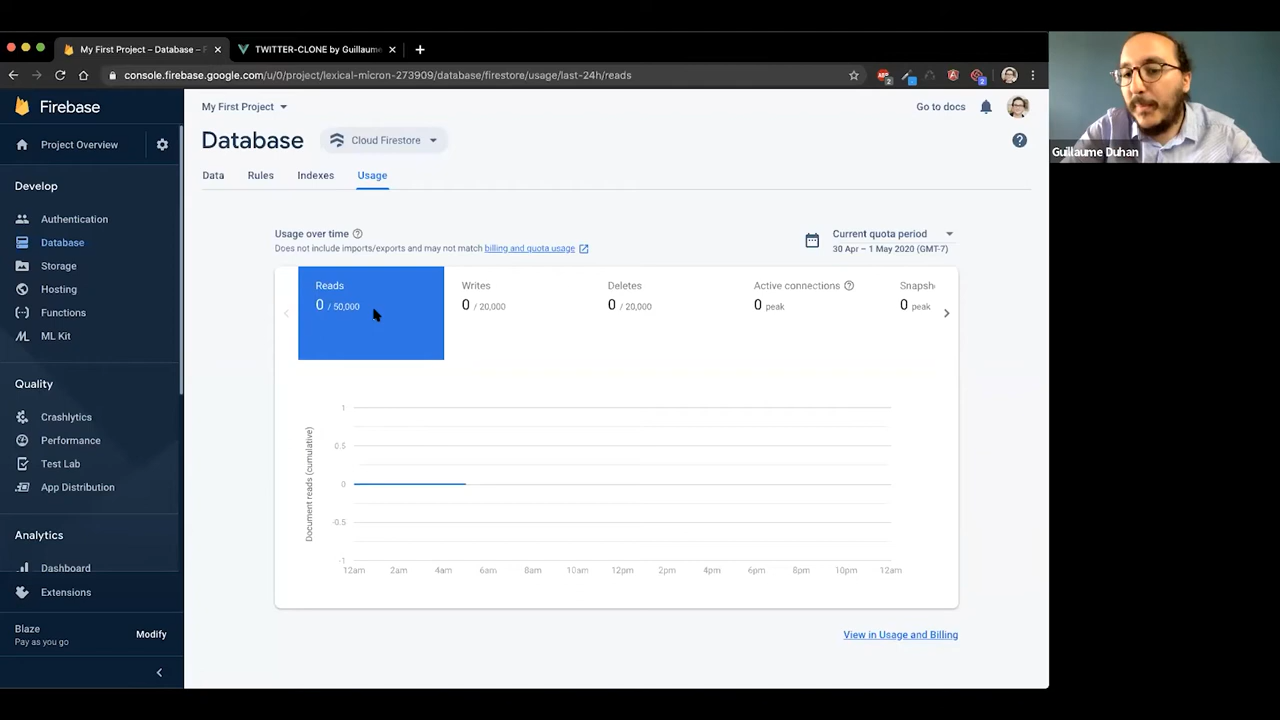 My First Project – Database – F
TWITTER-CLONE by Guillaume
console.firebase.google.com/u/0/project/lexical-micron-273909/database/firestore/usage/last-24h/reads
2
2
Guillaume Duhan
Firebase
Project Overview
Develop
Authentication
Database
Storage
Hosting
Functions
ML Kit
Quality
Crashlytics
Performance
Test Lab
App Distribution
Analytics
Dashboard
Extensions
Blaze
Pay as you go
Modify
My First Project
Go to docs
Database
Cloud Firestore
Data Rules Indexes Usage
Usage over time
Does not include imports/exports and may not match billing and quota usage
Current quota period
30 Apr – 1 May 2020 (GMT-7)
Reads
0 / 50,000
Writes
0 / 20,000
Deletes
0 / 20,000
Active connections
0 peak
Snapsh
0 peak
Document reads (cumulative)
1
0.5
0
-0.5
-1
12am 2am 4am 6am 8am 10am 12pm 2pm 4pm 6pm 8pm 10pm 12am
View in Usage and Billing